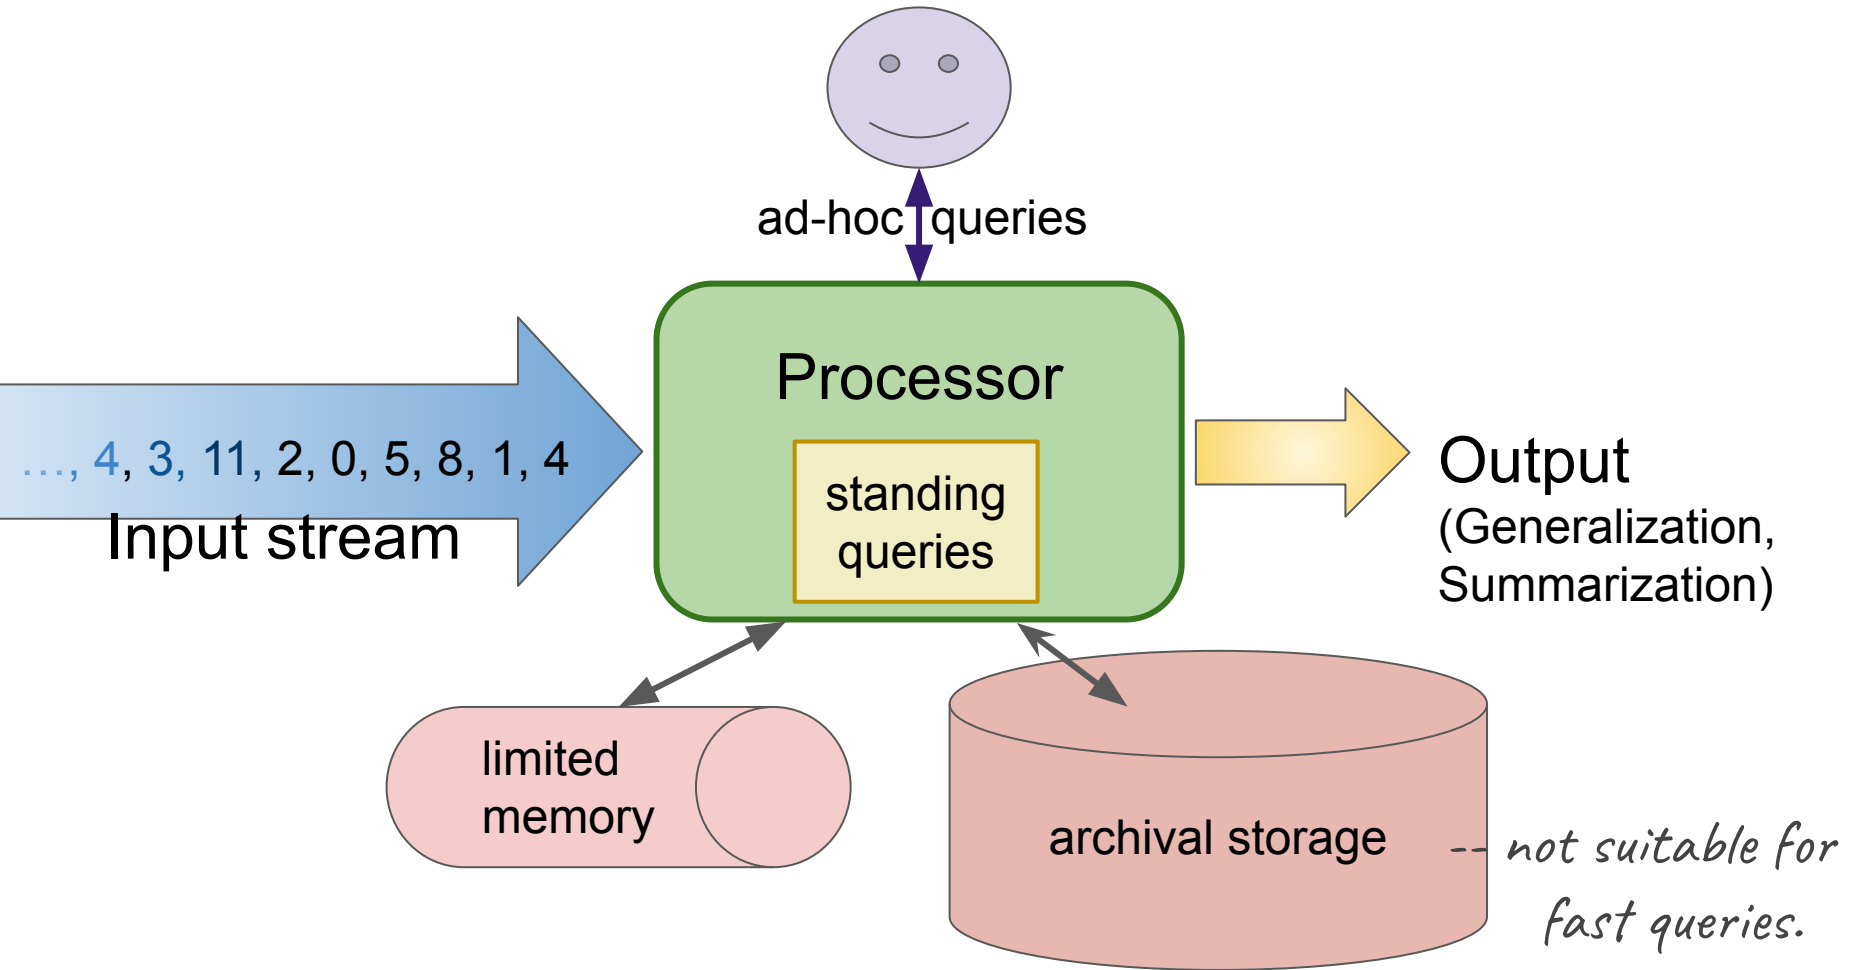 ad-hoc queries
Processor
…, 4, 3, 11, 2, 0, 5, 8, 1, 4
Input stream
standing
queries
Output
(Generalization,
Summarization)
limited
memory
archival storage
-- not suitable for
fast queries.